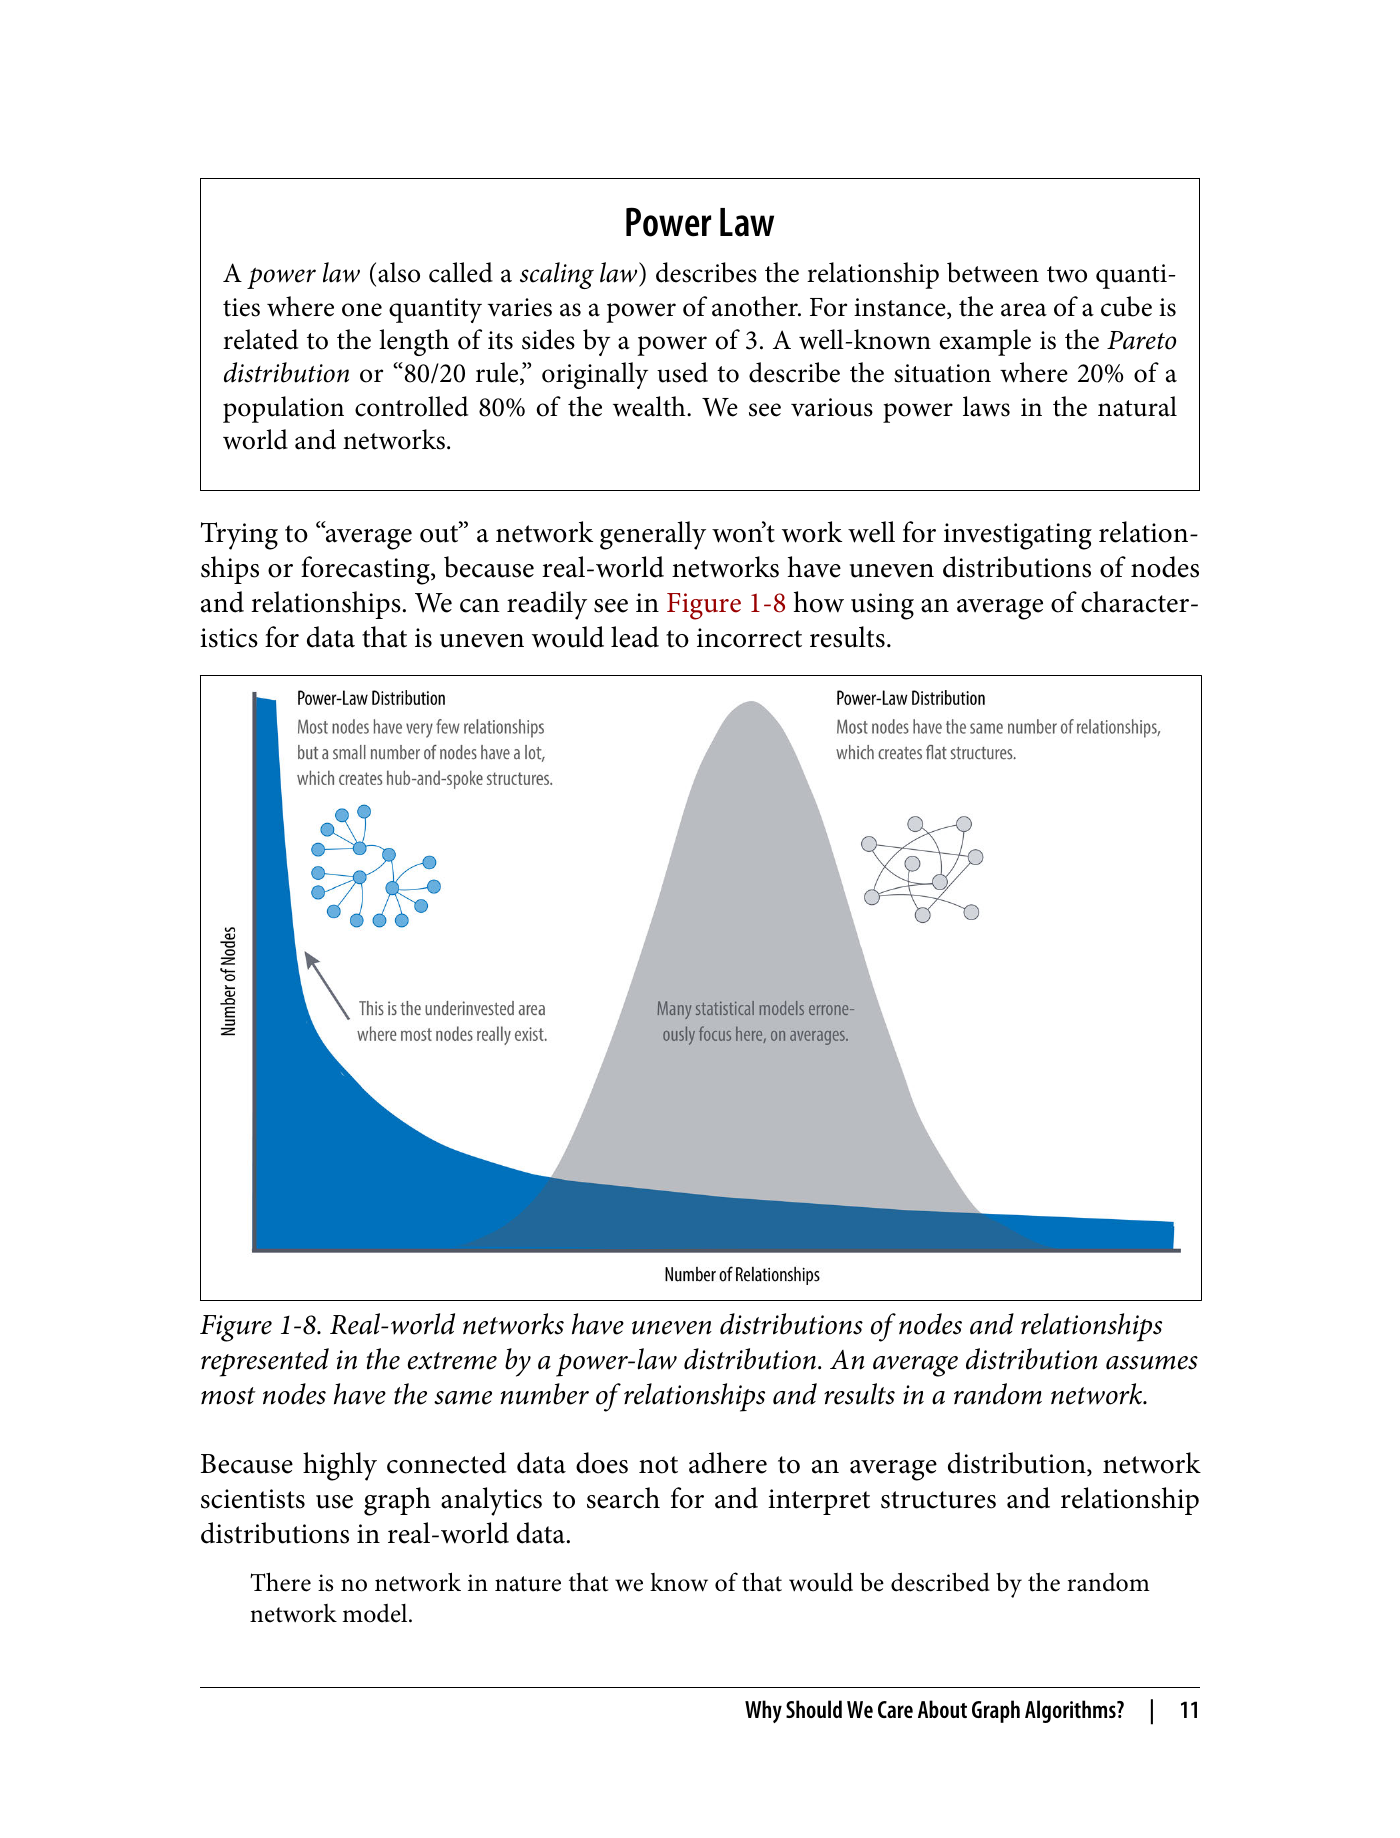 Power Law
A power law (also called a scaling law) describes the relationship between two quanti-
ties where one quantity varies as a power of another. For instance, the area of a cube is
related to the length of its sides by a power of 3. A well-known example is the Pareto
distribution or “80/20 rule,” originally used to describe the situation where 20% of a
population controlled 80% of the wealth. We see various power laws in the natural
world and networks.
Trying to “average out” a network generally won’t work well for investigating relation-
ships or forecasting, because real-world networks have uneven distributions of nodes
and relationships. We can readily see in Figure 1-8 how using an average of character-
istics for data that is uneven would lead to incorrect results.
Power-Law Distribution
Most nodes have very few relationships
but a small number of nodes have a lot,
which creates hub-and-spoke structures.
Power-Law Distribution
Most nodes have the same number of relationships,
which creates flat structures.
Number of Nodes
This is the underinvested area
where most nodes really exist.
Many statistical models errone-
ously focus here, on averages.
Number of Relationships
Figure 1-8. Real-world networks have uneven distributions of nodes and relationships
represented in the extreme by a power-law distribution. An average distribution assumes
most nodes have the same number of relationships and results in a random network.
Because highly connected data does not adhere to an average distribution, network
scientists use graph analytics to search for and interpret structures and relationship
distributions in real-world data.
There is no network in nature that we know of that would be described by the random
network model.
Why Should We Care About Graph Algorithms? | 11